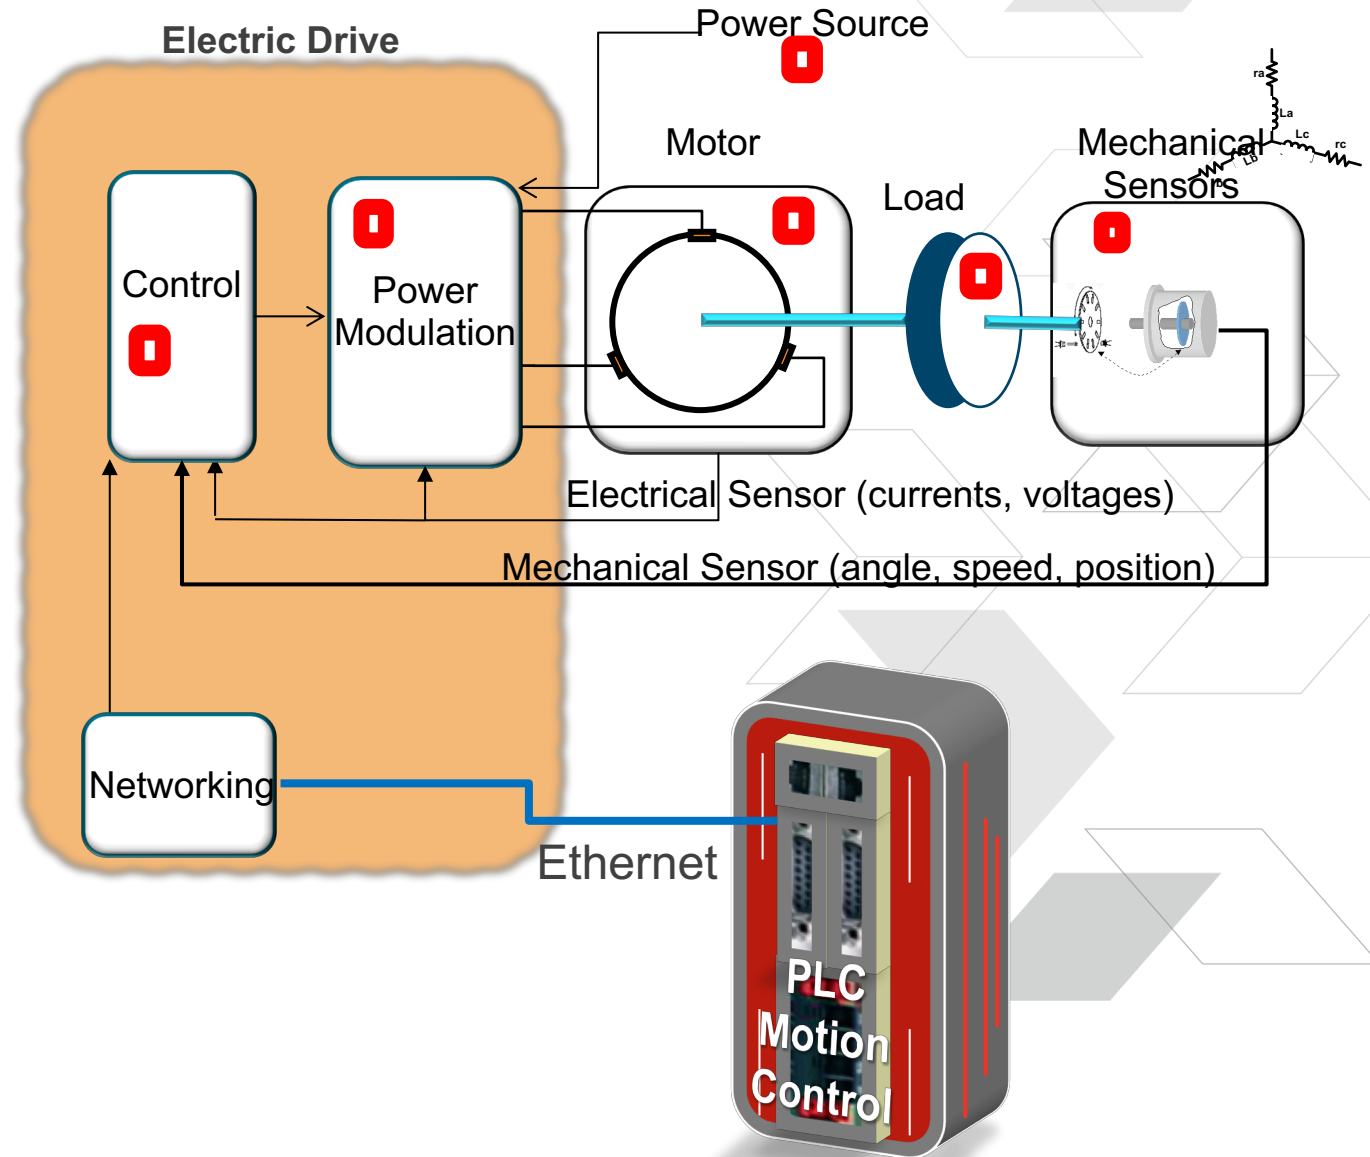 Power Source
Electric Drive
ra
La
Lc
rc
Lb
Motor
Mechanical
Sensors
Load
Control
Power
Modulation
Electrical Sensor (currents, voltages)
Mechanical Sensor (angle, speed, position)
Networking
Ethernet
PLC
Motion
Control